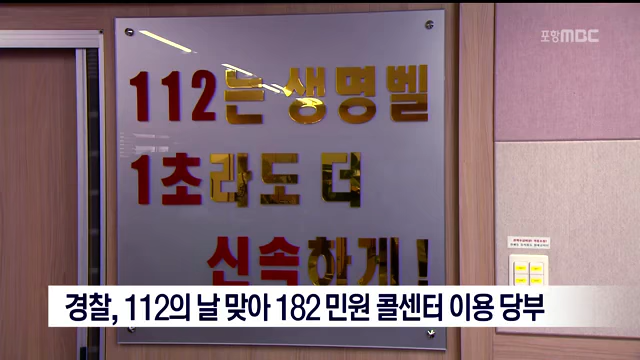 포항MBC
112는 생명벨
1초라도 더
신속하게!
경찰, 112의 날 맞아 182 민원 콜센터 이용 당부